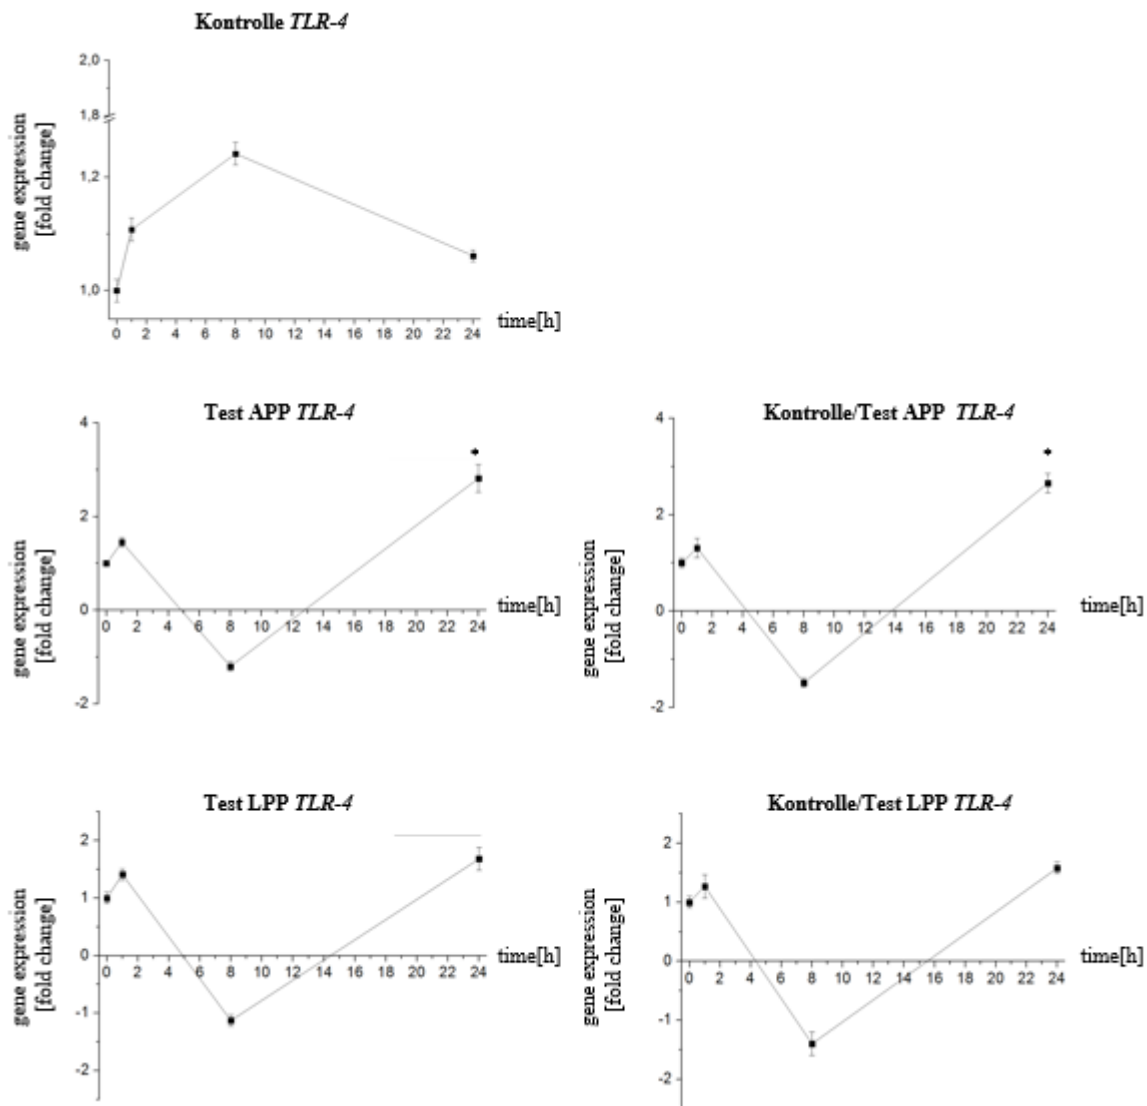 Kontrolle TLR-4
gene expression
[fold change]
2,0
1,8
1,2
1,0
0 2 4 6 8 10 12 14 16 18 20 22 24
time[h]
Test APP TLR-4
gene expression
[fold change]
4
2
0
-2
0 2 4 6 8 10 12 14 16 18 20 22 24
time[h]
Kontrolle/Test APP TLR-4
gene expression
[fold change]
4
2
0
-2
0 2 4 6 8 10 12 14 16 18 20 22 24
time[h]
Test LPP TLR-4
gene expression
[fold change]
2
1
0
-1
-2
0 2 4 6 8 10 12 14 16 18 20 22 24
time[h]
Kontrolle/Test LPP TLR-4
gene expression
[fold change]
2
1
0
-1
-2
0 2 4 6 8 10 12 14 16 18 20 22 24
time[h]